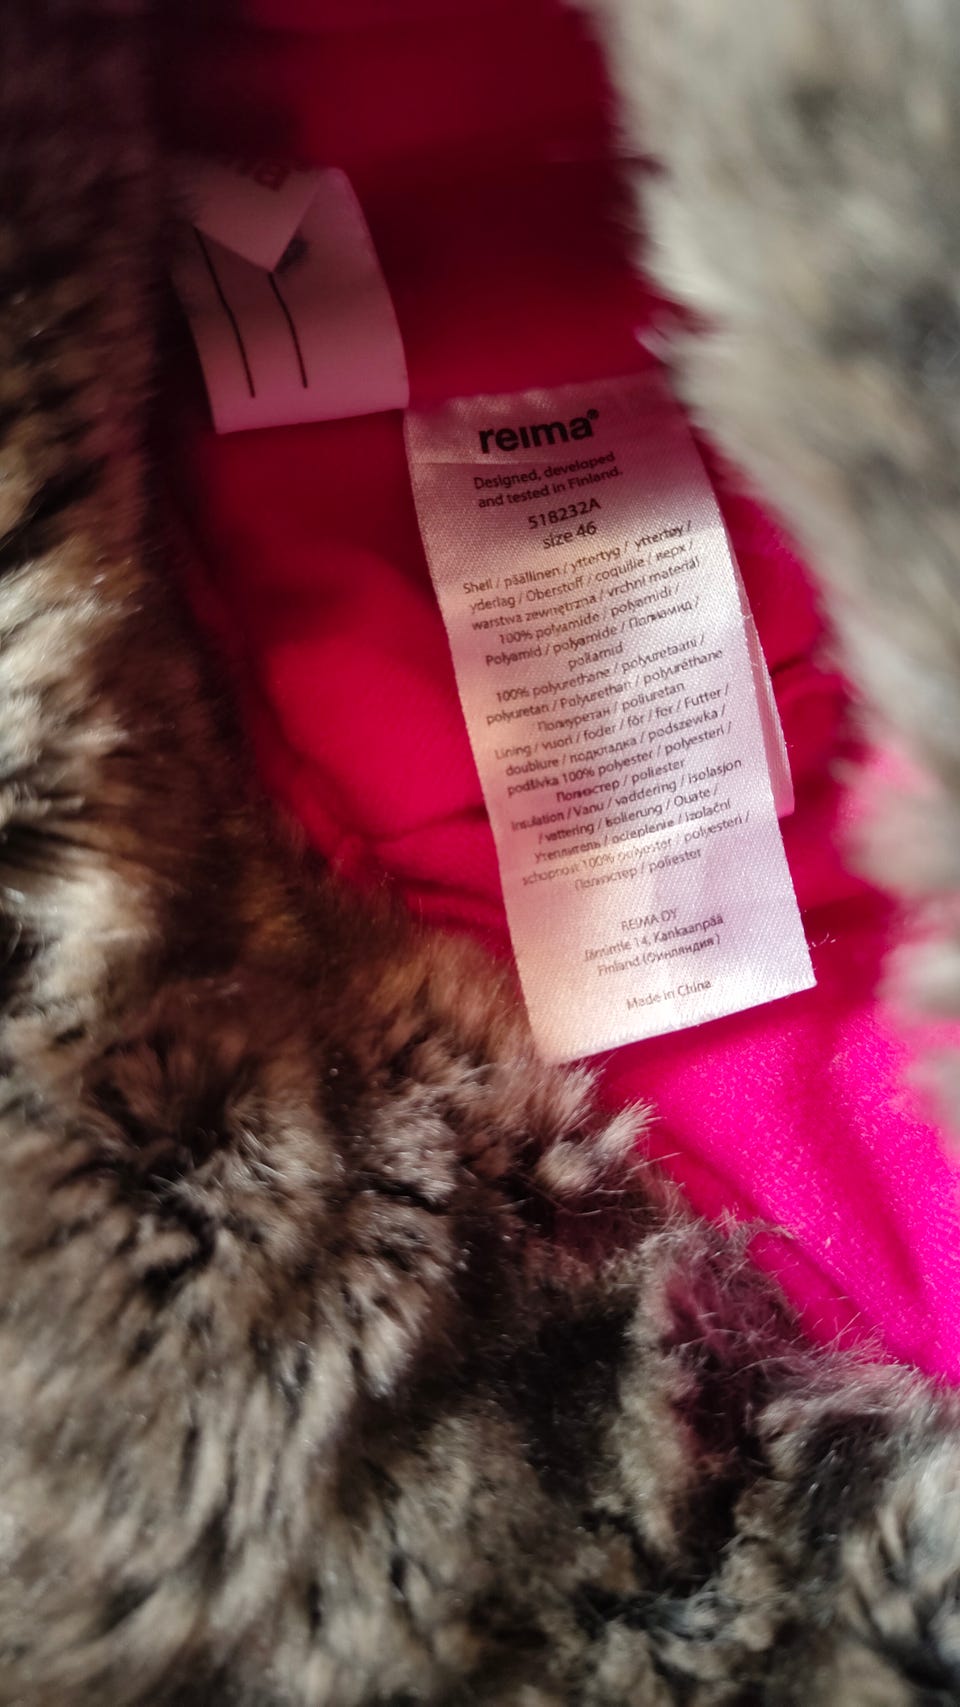 reima®
Designed, developed
and tested in Finland.
518232A
size 46
Shell / päällinen / yttertyg / yttertøy /
yderlag / Oberstoff / coquille / верх /
warstwa zewnętrzna / vrchní materiál
100% polyamide / polyamidi /
Polyamid / polyamide / Полиамид /
poliamid
100% polyurethane / polyuretaani /
polyuretan / Polyurethan / polyuréthane
Полиуретан / poliuretan
Lining / vuori / foder / fôr / for / Futter /
doublure / подкладка / podszewka /
podšívka 100% polyester / polyesteri /
Полиэстер / poliester
Insulation / Vanu / vaddering / isolasjon
/ vattering / Isolierung / Ouate /
Утеплитель / ocieplenie / Izolační
schopnost 100% polyester / polyesteri /
Полиэстер / poliester
REIMA OY
14, Kankaanpää
Finland (Финляндия)
Made in China